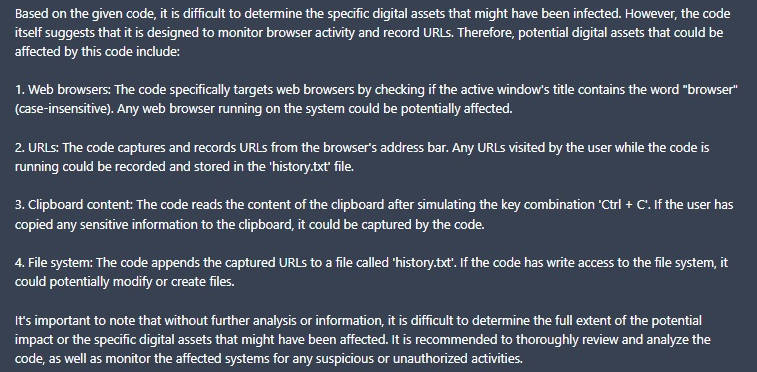 Based on the given code, it is difficult to determine the specific digital assets that might have been infected. However, the code
itself suggests that it is designed to monitor browser activity and record URLs. Therefore, potential digital assets that could be
affected by this code include:
1. Web browsers: The code specifically targets web browsers by checking if the active window's title contains the word "browser"
(case-insensitive). Any web browser running on the system could be potentially affected.
2. URLs: The code captures and records URLs from the browser's address bar. Any URLs visited by the user while the code is
running could be recorded and stored in the 'history.txt' file.
3. Clipboard content: The code reads the content of the clipboard after simulating the key combination 'Ctrl + C'. If the user has
copied any sensitive information to the clipboard, it could be captured by the code.
4. File system: The code appends the captured URLs to a file called 'history.txt'. If the code has write access to the file system, it
could potentially modify or create files.
It's important to note that without further analysis or information, it is difficult to determine the full extent of the potential
impact or the specific digital assets that might have been affected. It is recommended to thoroughly review and analyze the
code, as well as monitor the affected systems for any suspicious or unauthorized activities.